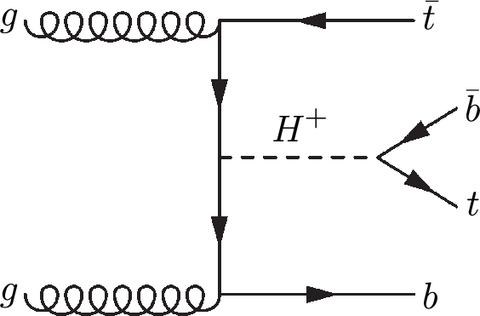 g t̄
H⁺ b̄
t
g b